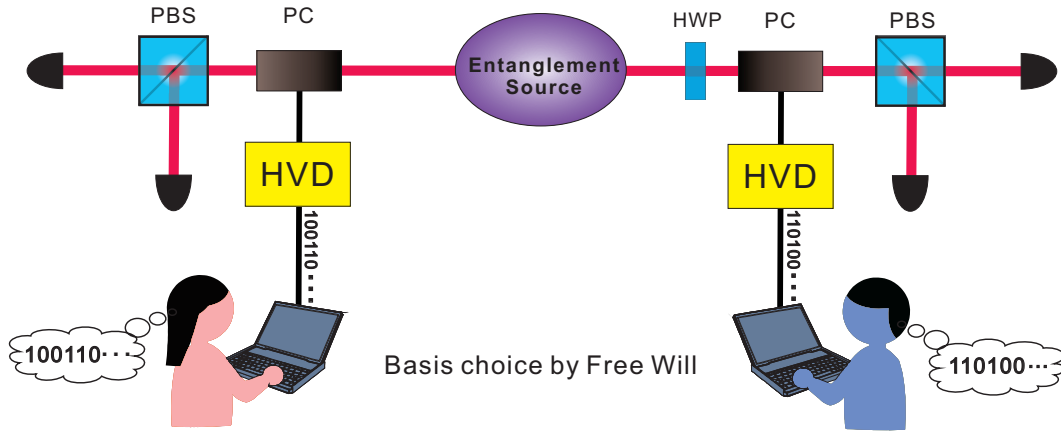 PBS
PC
HWP
PC
PBS
Entanglement
Source
HVD
HVD
100110···
110100···
100110···
110100···
Basis choice by Free Will